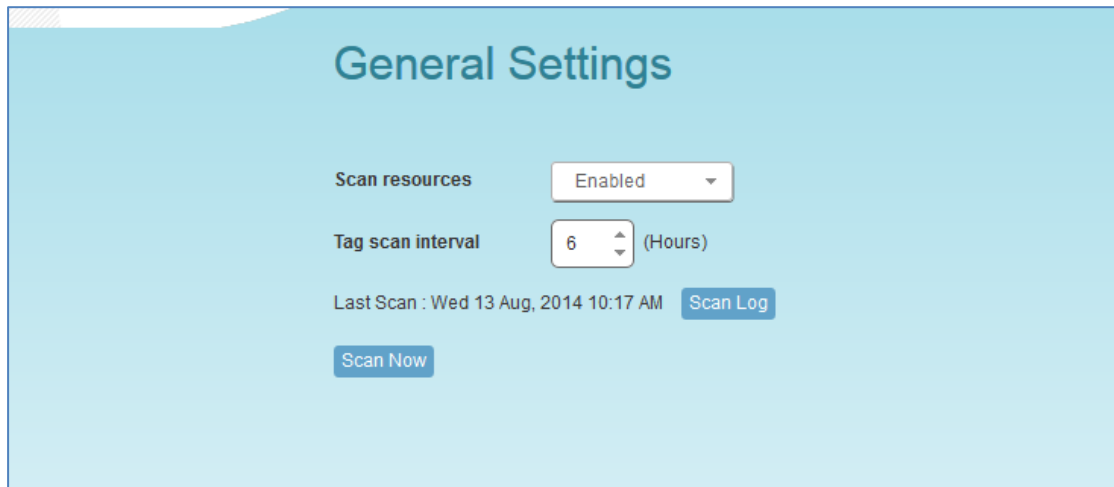 General Settings
Scan resources Enabled
Tag scan interval 6 (Hours)
Last Scan : Wed 13 Aug, 2014 10:17 AM Scan Log
Scan Now